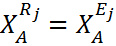 $X_A^{R_j} = X_A^{E_j}$